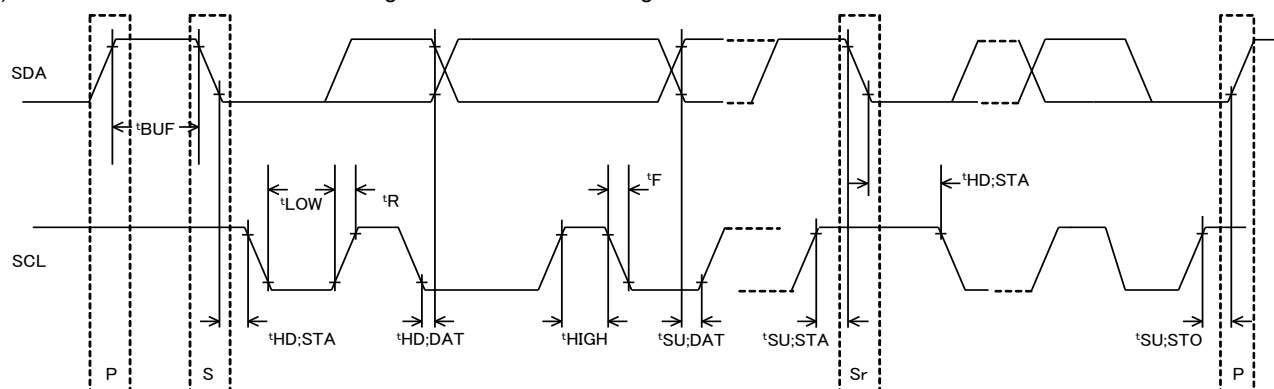 SDA
tBUF
tLOW
tR
tF
tHD;STA
SCL
tHD;STA
tHD;DAT
tHIGH
tSU;DAT
tSU;STA
tSU;STO
P
S
Sr
P